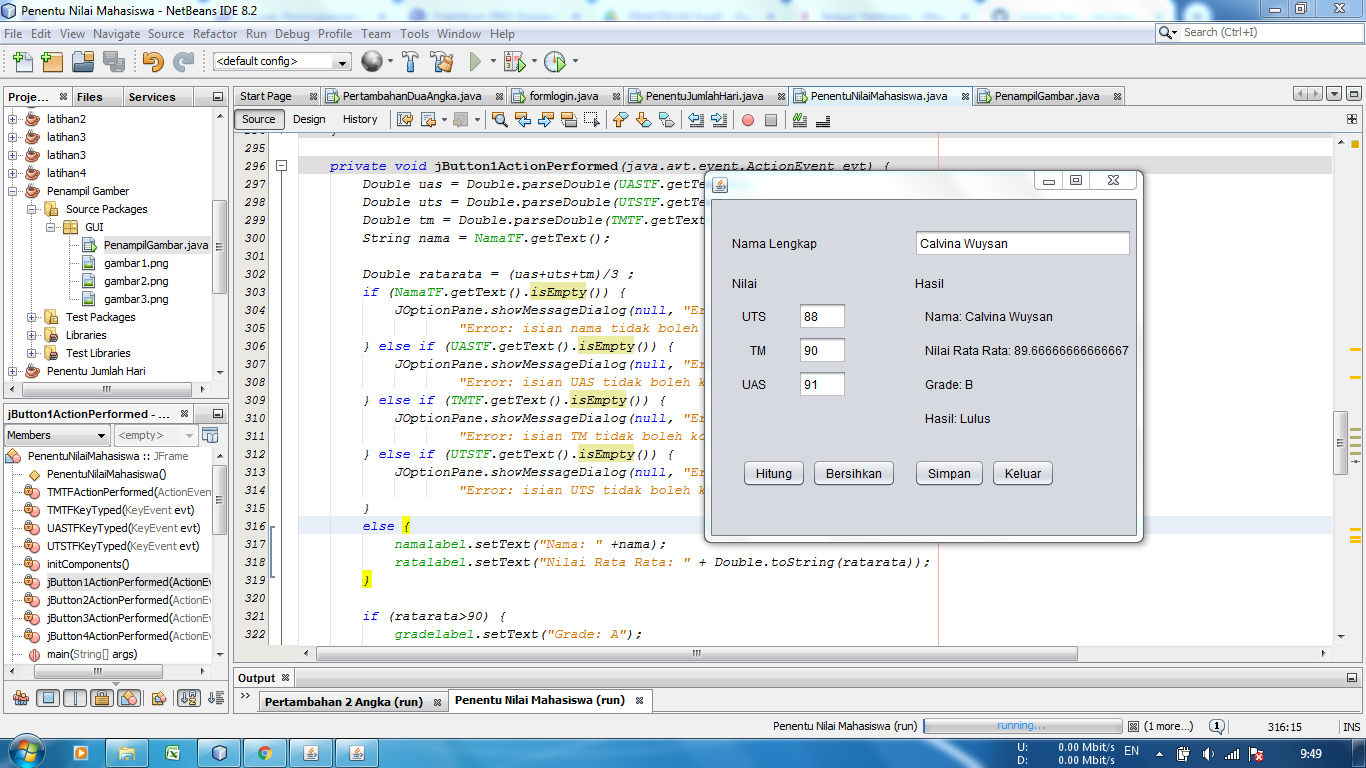 Penentu Nilai Mahasiswa - NetBeans IDE 8.2
File Edit View Navigate Source Refactor Run Debug Profile Team Tools Window Help
Search (Ctrl+I)
<default config>
Proje... Files Services
latihan2
latihan3
latihan3
latihan4
Penampil Gamber
Source Packages
GUI
PenampilGambar.java
gambar1.png
gambar2.png
gambar3.png
Test Packages
Libraries
Test Libraries
Penentu Jumlah Hari
jButton1ActionPerformed - ...
Members <empty>
PenentuNilaiMahasiswa :: JFrame
PenentuNilaiMahasiswa()
TMTFActionPerformed(ActionEven
TMTFKeyTyped(KeyEvent evt)
UASTFKeyTyped(KeyEvent evt)
UTSTFKeyTyped(KeyEvent evt)
initComponents()
jButton1ActionPerformed(ActionEv
jButton2ActionPerformed(ActionEv
jButton3ActionPerformed(ActionEv
jButton4ActionPerformed(ActionEv
main(String[] args)
Start Page PertambahanDuaAngka.java formlogin.java PenentuJumlahHari.java PenentuNilaiMahasiswa.java PenampilGambar.java
Source Design History
295
296 private void jButton1ActionPerformed(java.awt.event.ActionEvent evt) {
297 Double uas = Double.parseDouble(UASTF.getTe
298 Double uts = Double.parseDouble(UTSTF.getTe
299 Double tm = Double.parseDouble(TMTF.getText
300 String nama = NamaTF.getText();
301
302 Double ratarata = (uas+uts+tm)/3 ;
303 if (NamaTF.getText().isEmpty()) {
304 JOptionPane.showMessageDialog(null, "Er
305 "Error: isian nama tidak boleh
306 } else if (UASTF.getText().isEmpty()) {
307 JOptionPane.showMessageDialog(null, "Er
308 "Error: isian UAS tidak boleh k
309 } else if (TMTF.getText().isEmpty()) {
310 JOptionPane.showMessageDialog(null, "Er
311 "Error: isian TM tidak boleh ko
312 } else if (UTSTF.getText().isEmpty()) {
313 JOptionPane.showMessageDialog(null, "Er
314 "Error: isian UTS tidak boleh k
315 }
316 else {
317 namalabel.setText("Nama: " +nama);
318 ratalabel.setText("Nilai Rata Rata: " + Double.toString(ratarata));
319 }
320
321 if (ratarata>90) {
322 gradelabel.setText("Grade: A");
Nama Lengkap Calvina Wuysan
Nilai Hasil
UTS 88 Nama: Calvina Wuysan
TM 90 Nilai Rata Rata: 89.66666666666667
UAS 91 Grade: B
Hasil: Lulus
Hitung Bersihkan Simpan Keluar
Output
Pertambahan 2 Angka (run) Penentu Nilai Mahasiswa (run)
Penentu Nilai Mahasiswa (run) running... (1 more...) 1 316:15 INS
U: 0.00 Mbit/s
D: 0.00 Mbit/s
EN 9:49